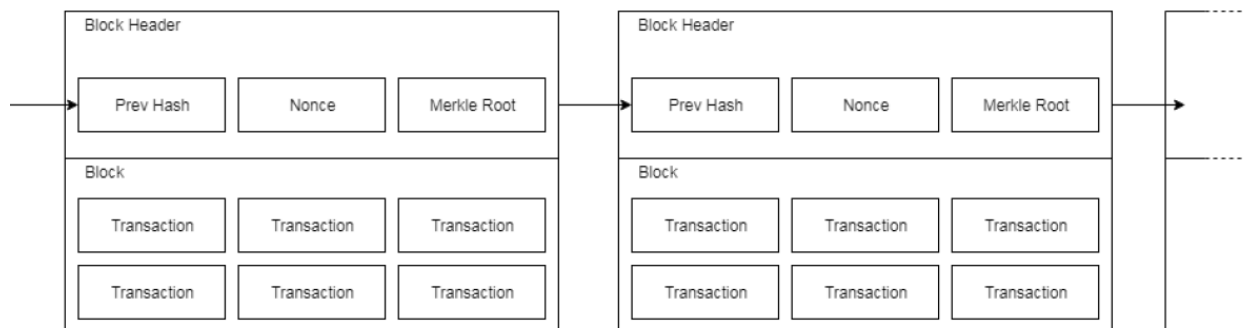 Block Header
Prev Hash
Nonce
Merkle Root
Block
Transaction
Transaction
Transaction
Transaction
Transaction
Transaction
Block Header
Prev Hash
Nonce
Merkle Root
Block
Transaction
Transaction
Transaction
Transaction
Transaction
Transaction